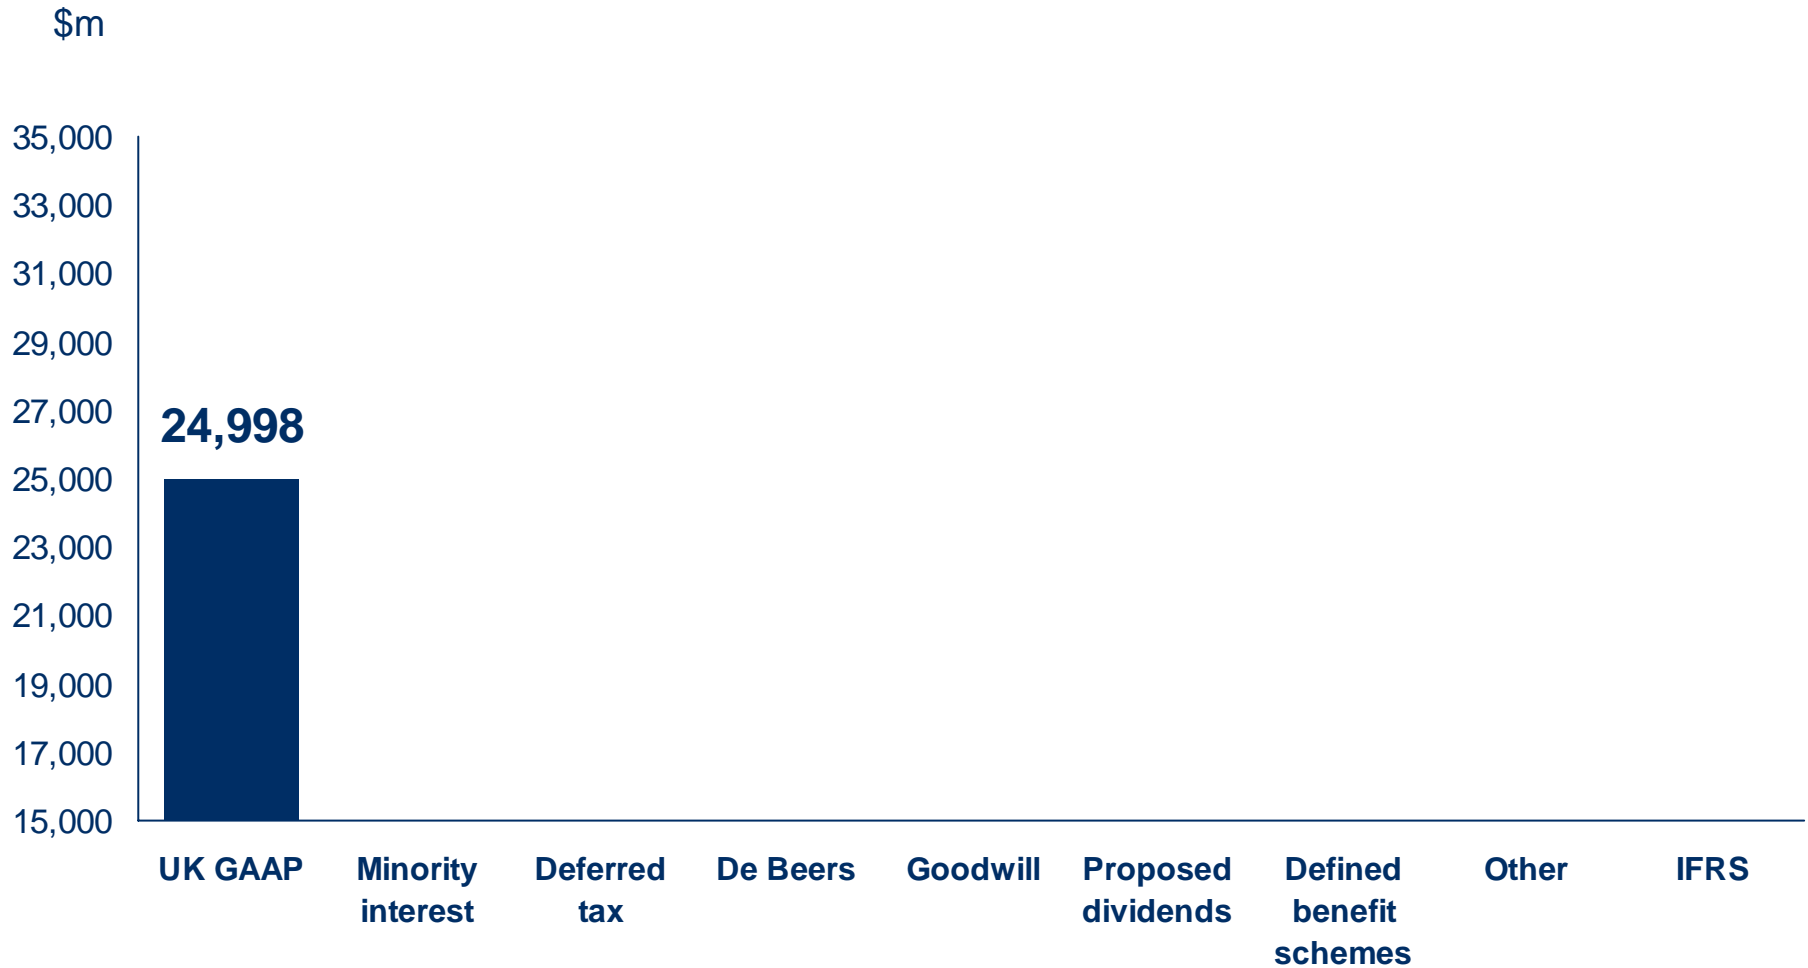 $m
35,000
33,000
31,000
29,000
27,000
25,000
23,000
21,000
19,000
17,000
15,000
24,998
UK GAAP
Minority
interest
Deferred
tax
De Beers
Goodwill
Proposed
dividends
Defined
benefit
schemes
Other
IFRS